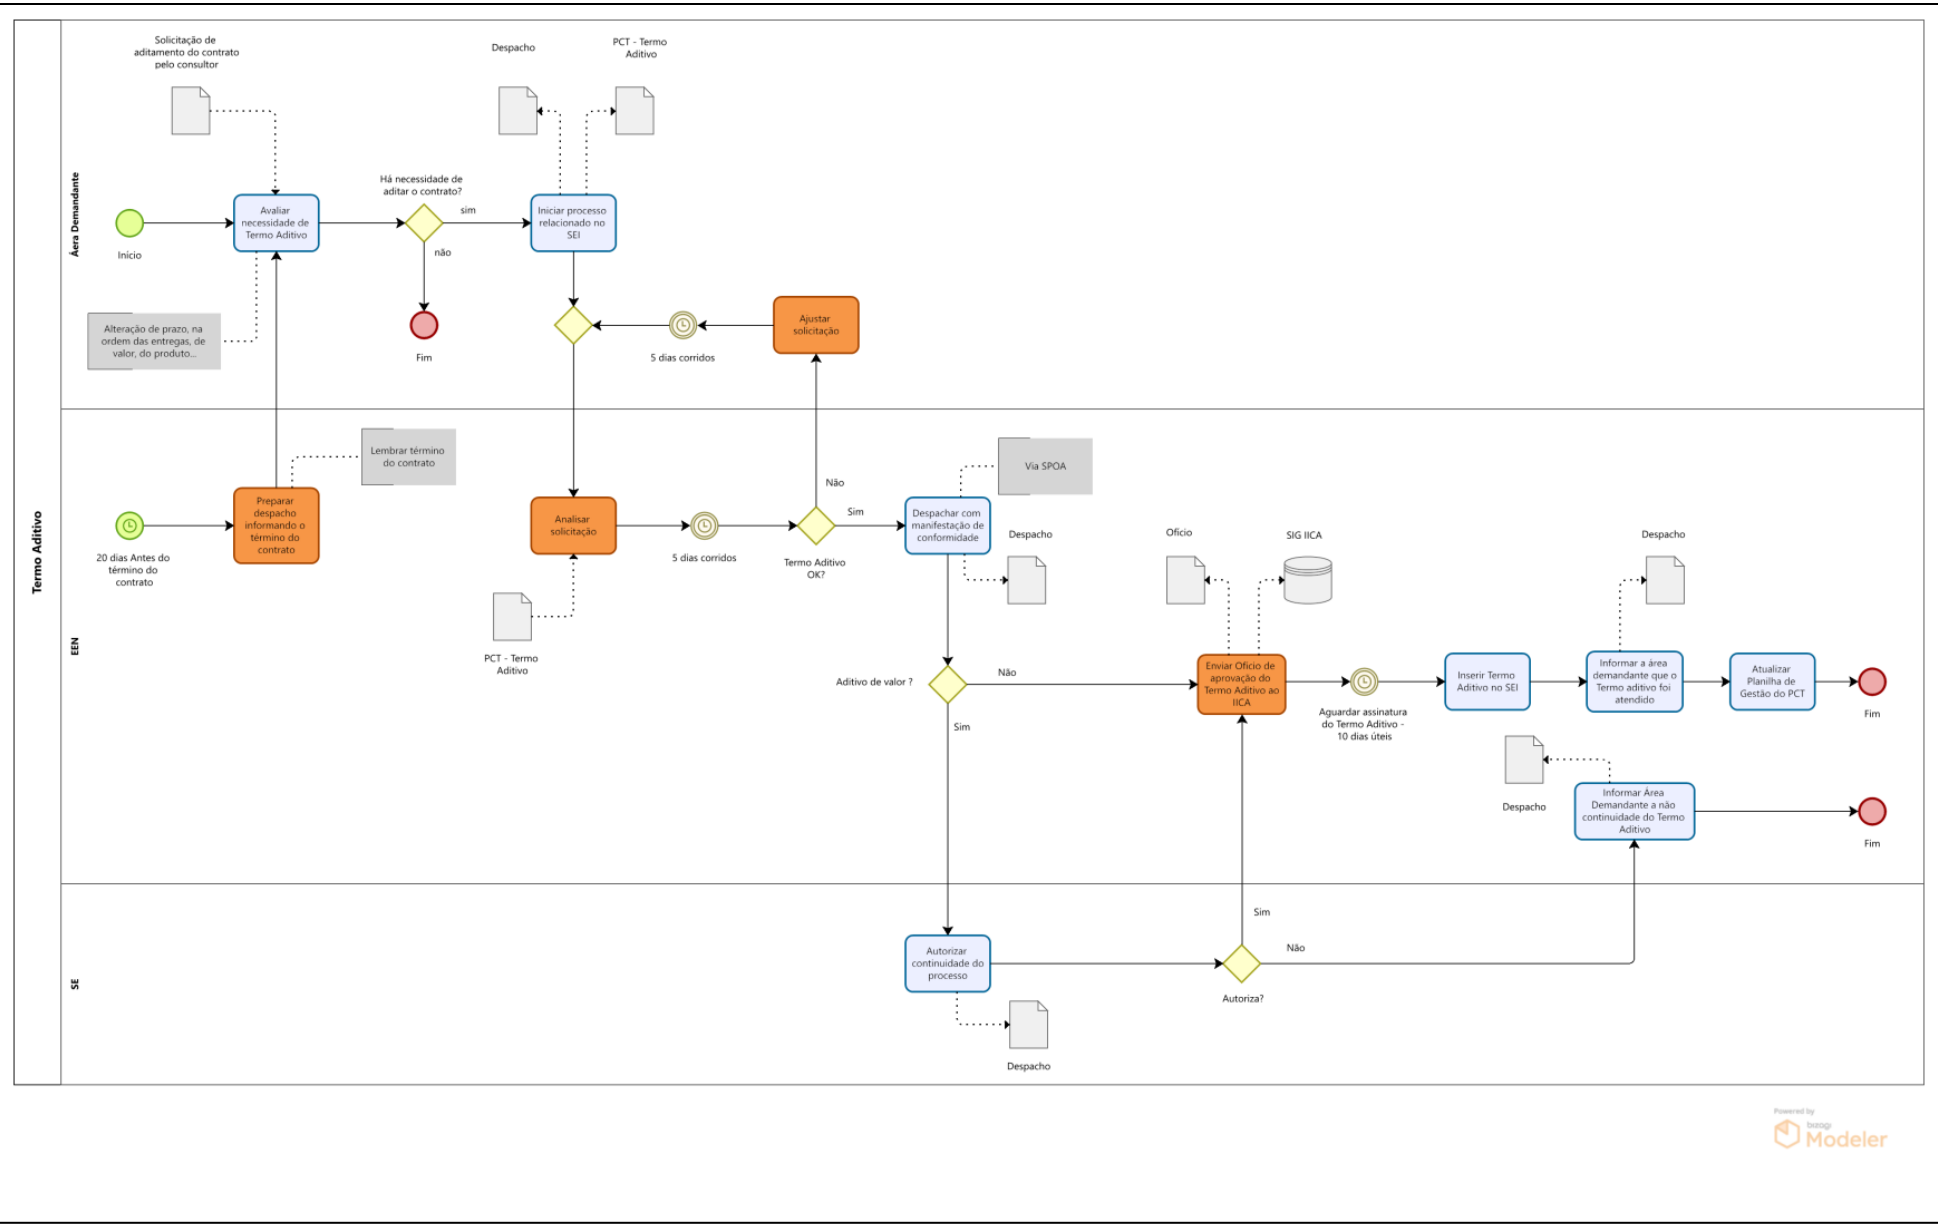 Termo Aditivo
Áera Demandante
Solicitação de
aditamento do contrato
pelo consultor
Despacho
PCT - Termo
Aditivo
Início
Avaliar
necessidade de
Termo Aditivo
Há necessidade de
aditar o contrato?
sim
não
Iniciar processo
relacionado no
SEI
Alteração de prazo, na
ordem das entregas, de
valor, do produto...
Fim
5 dias corridos
Ajustar
solicitação
EEN
20 dias Antes do
término do
contrato
Preparar
despacho
informando o
término do
contrato
Lembrar término
do contrato
Analisar
solicitação
PCT - Termo
Aditivo
5 dias corridos
Não
Sim
Termo Aditivo
OK?
Despachar com
manifestação de
conformidade
Via SPOA
Despacho
Aditivo de valor ?
Não
Sim
Ofício
SIG IICA
Enviar Ofício de
aprovação do
Termo Aditivo ao
IICA
Aguardar assinatura
do Termo Aditivo -
10 dias úteis
Inserir Termo
Aditivo no SEI
Despacho
Informar a área
demandante que o
Termo aditivo foi
atendido
Atualizar
Planilha de
Gestão do PCT
Fim
Despacho
Informar Área
Demandante a não
continuidade do Termo
Aditivo
Fim
SE
Autorizar
continuidade do
processo
Despacho
Sim
Não
Autoriza?
Powered by
bizagi
Modeler